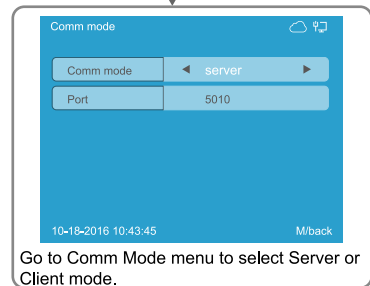 Comm mode
Comm mode server
Port 5010
10-18-2016 10:43:45 M/back
Go to Comm Mode menu to select Server or
Client mode.